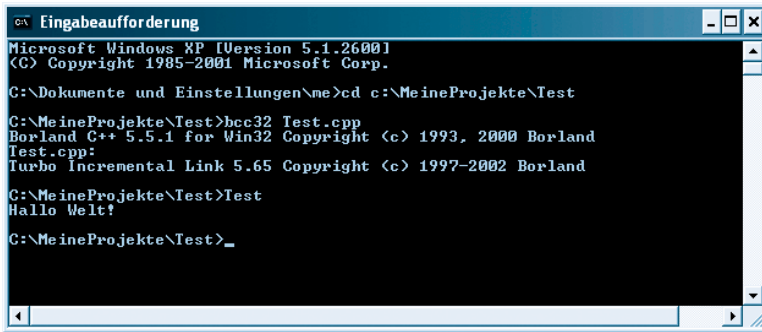 Eingabeaufforderung
Microsoft Windows XP [Version 5.1.2600]
(C) Copyright 1985-2001 Microsoft Corp.
C:\Dokumente und Einstellungen\me>cd c:\MeineProjekte\Test
C:\MeineProjekte\Test>bcc32 Test.cpp
Borland C++ 5.5.1 for Win32 Copyright (c) 1993, 2000 Borland
Test.cpp:
Turbo Incremental Link 5.65 Copyright (c) 1997-2002 Borland
C:\MeineProjekte\Test>Test
Hallo Welt!
C:\MeineProjekte\Test>_